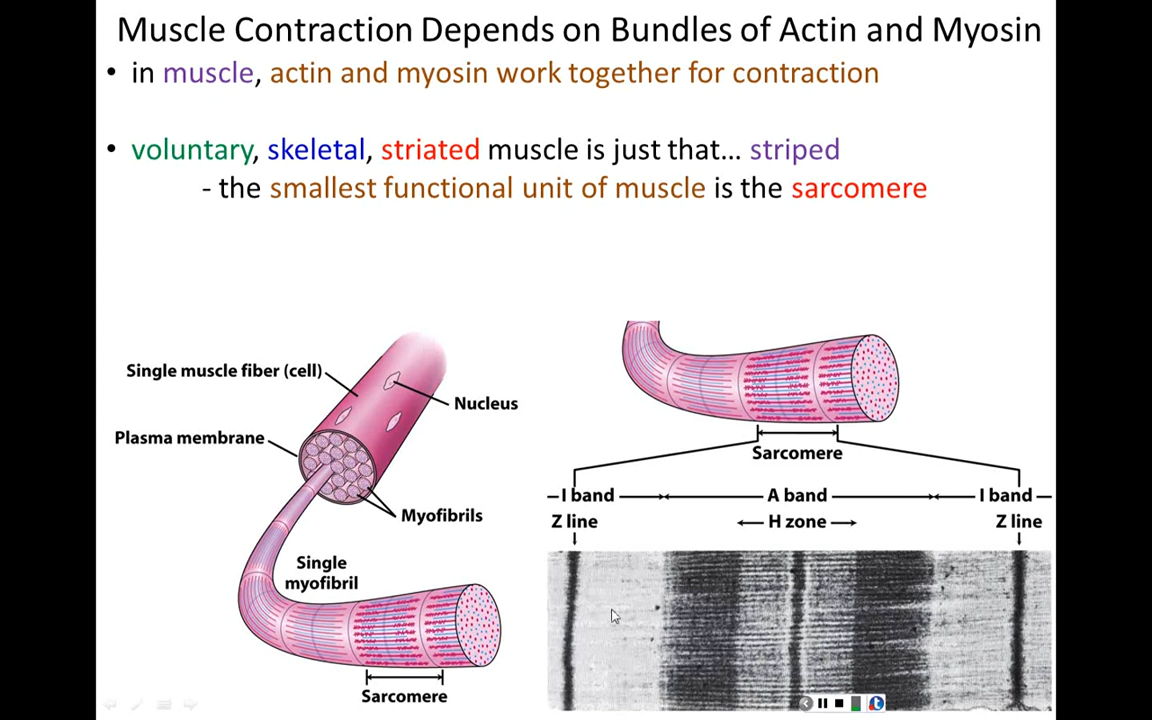 Muscle Contraction Depends on Bundles of Actin and Myosin
• in muscle, actin and myosin work together for contraction
• voluntary, skeletal, striated muscle is just that... striped
- the smallest functional unit of muscle is the sarcomere
Single muscle fiber (cell)
Nucleus
Plasma membrane
Myofibrils
Single
myofibril
Sarcomere
Sarcomere
I band A band I band
Z line H zone Z line